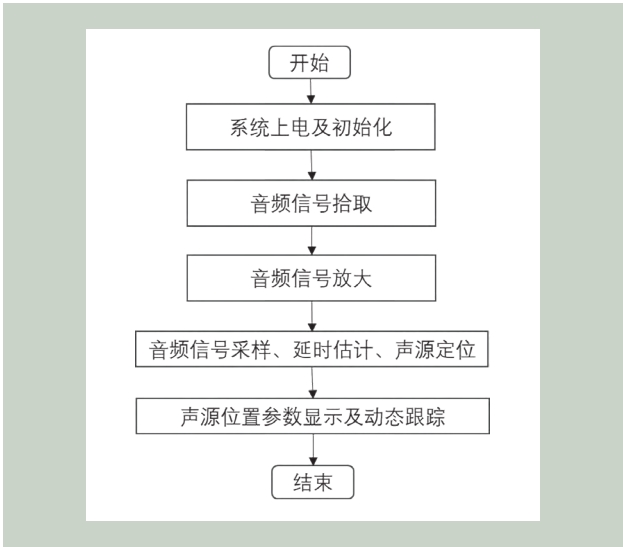 开始
系统上电及初始化
音频信号拾取
音频信号放大
音频信号采样、延时估计、声源定位
声源位置参数显示及动态跟踪
结束